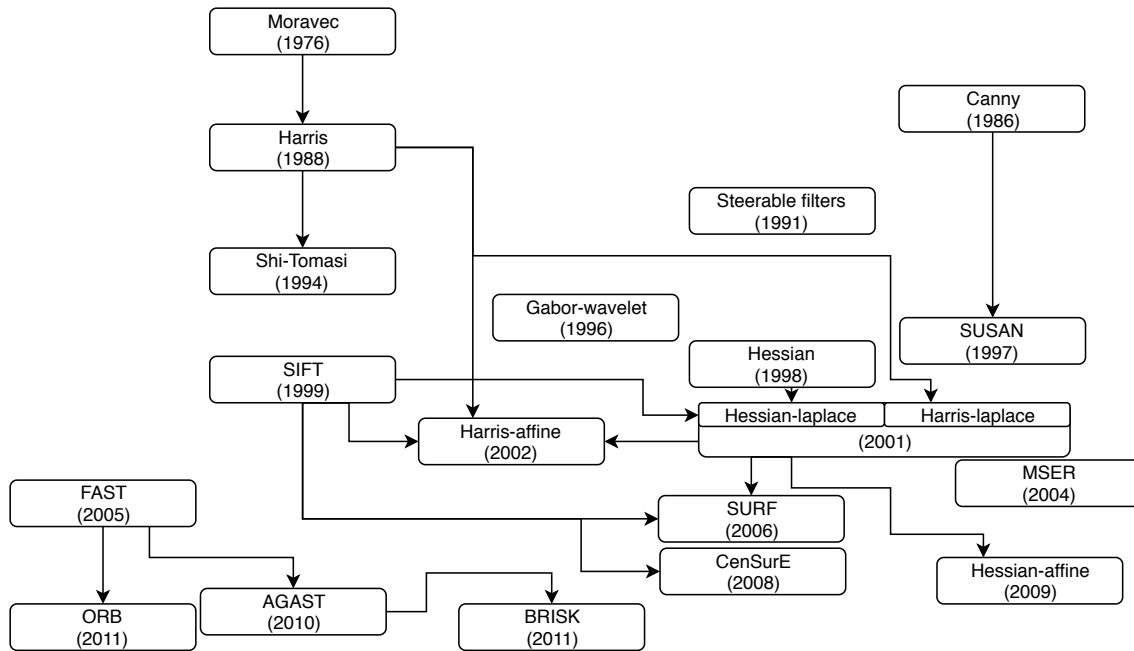 Moravec
(1976)
Canny
(1986)
Harris
(1988)
Steerable filters
(1991)
Shi-Tomasi
(1994)
Gabor-wavelet
(1996)
SUSAN
(1997)
Hessian
(1998)
SIFT
(1999)
Hessian-laplace
Harris-laplace
(2001)
Harris-affine
(2002)
MSER
(2004)
FAST
(2005)
SURF
(2006)
CenSurE
(2008)
Hessian-affine
(2009)
AGAST
(2010)
ORB
(2011)
BRISK
(2011)